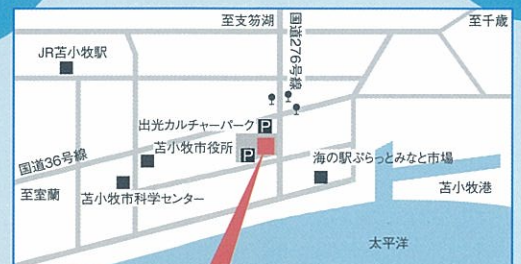 至支笏湖
国道276号線
至千歳
JR苫小牧駅
出光カルチャーパーク P
苫小牧市役所
P
国道36号線
海の駅ぷらっとみなと市場
至室蘭
苫小牧市科学センター
苫小牧港
太平洋